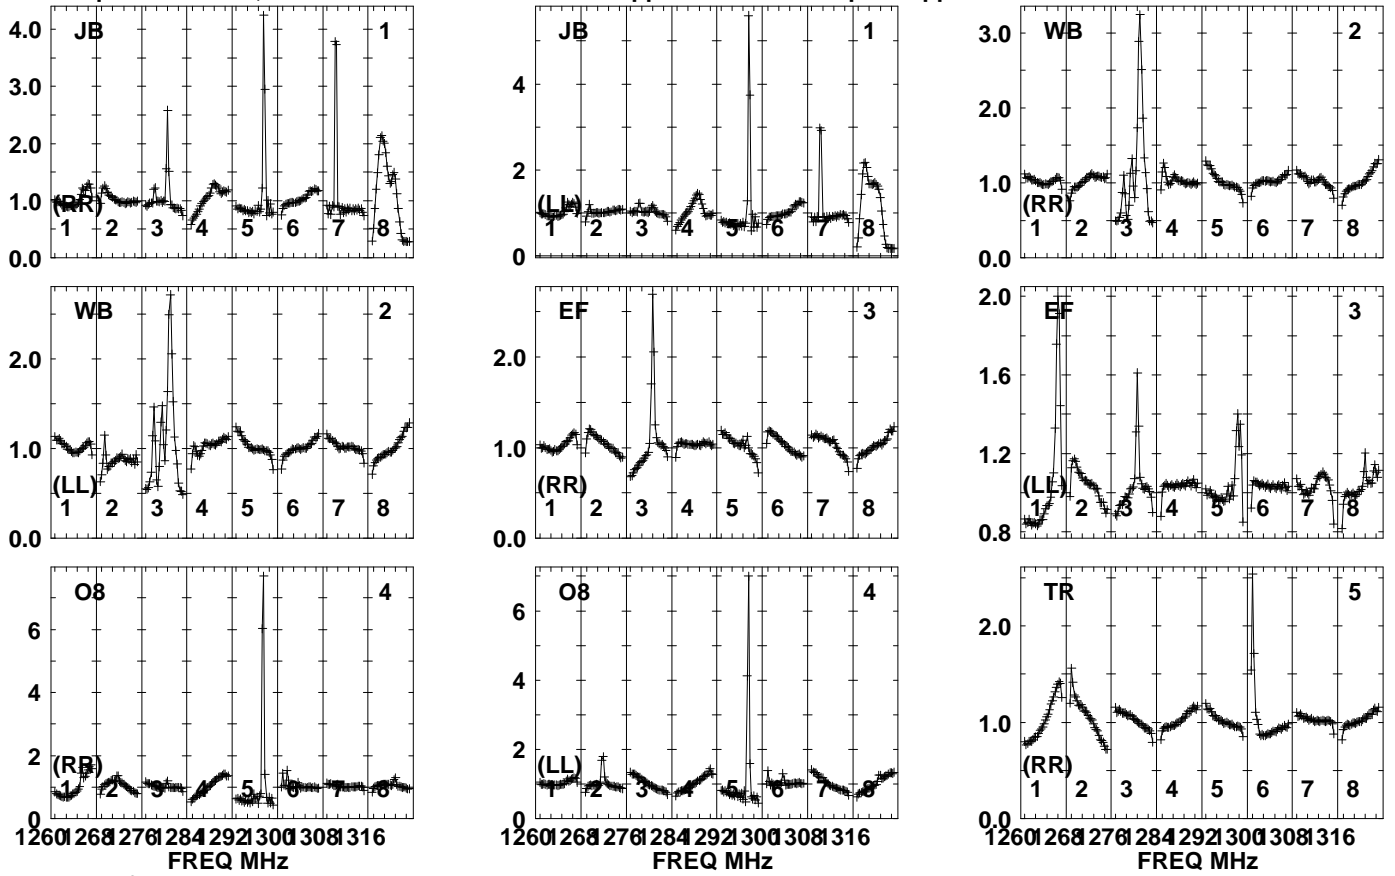 4.0 JB 1
3.0
2.0
1.0
(RR)
1 2 3 4 5 6 7 8
0.0
JB 1
4
2
(LL)
1 2 3 4 5 6 7 8
0
WB 2
3.0
2.0
1.0
(RR)
1 2 3 4 5 6 7 8
0.0
WB 2
2.0
1.0
(LL)
1 2 3 4 5 6 7 8
0.0
EF 3
2.0
1.0
(RR)
1 2 3 4 5 6 7 8
0.0
2.0 EF 3
1.6
1.2
(LL)
1 2 3 4 5 6 7 8
0.8
O8 4
6
4
2
(RR)
1 2 3 4 5 6 7 8
0
1260 1268 1276 1284 1292 1300 1308 1316
FREQ MHz
O8 4
6
4
2
(LL)
1 2 3 4 5 6 7 8
0
1260 1268 1276 1284 1292 1300 1308 1316
FREQ MHz
TR 5
2.0
1.0
(RR)
1 2 3 4 5 6 7 8
0.0
1260 1268 1276 1284 1292 1300 1308 1316
FREQ MHz